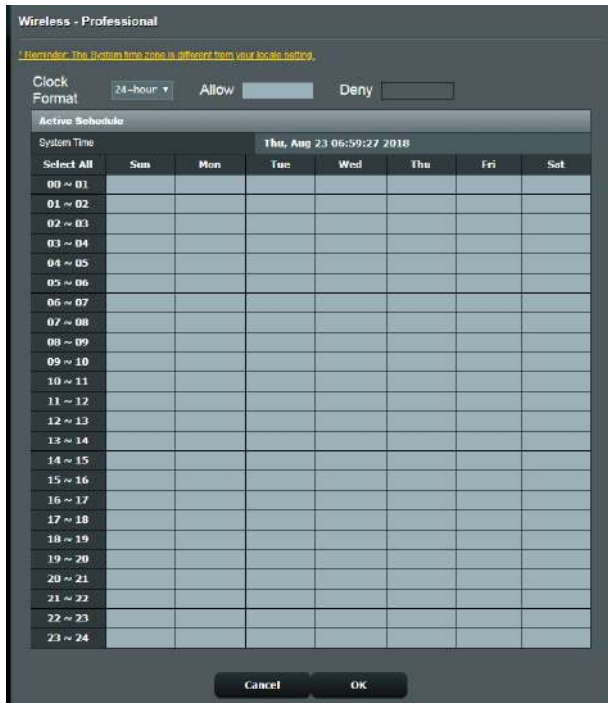 Wireless - Professional
* Reminder: The System time zone is different from your locale setting.
Clock Format 24-hour Allow Deny
Active Schedule
System Time Thu, Aug 23 06:59:27 2018
Select All Sun Mon Tue Wed Thu Fri Sat
00 ~ 01
01 ~ 02
02 ~ 03
03 ~ 04
04 ~ 05
05 ~ 06
06 ~ 07
07 ~ 08
08 ~ 09
09 ~ 10
10 ~ 11
11 ~ 12
12 ~ 13
13 ~ 14
14 ~ 15
15 ~ 16
16 ~ 17
17 ~ 18
18 ~ 19
19 ~ 20
20 ~ 21
21 ~ 22
22 ~ 23
23 ~ 24
Cancel OK